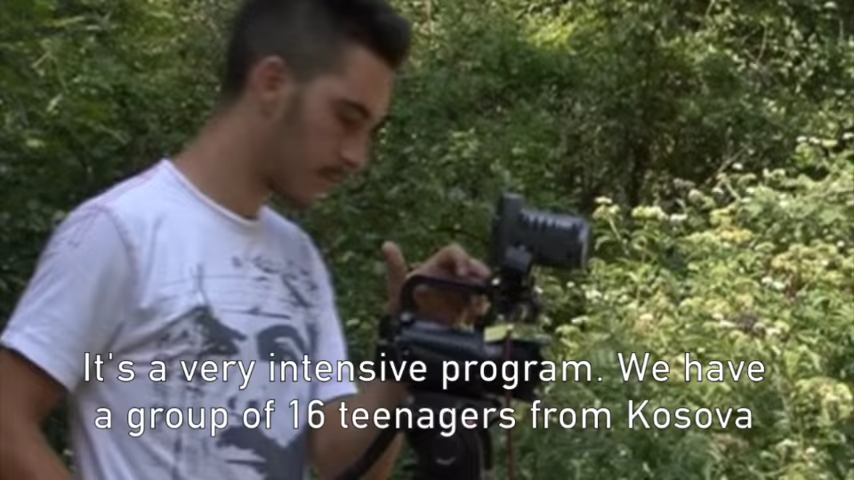 It's a very intensive program. We have
a group of 16 teenagers from Kosova